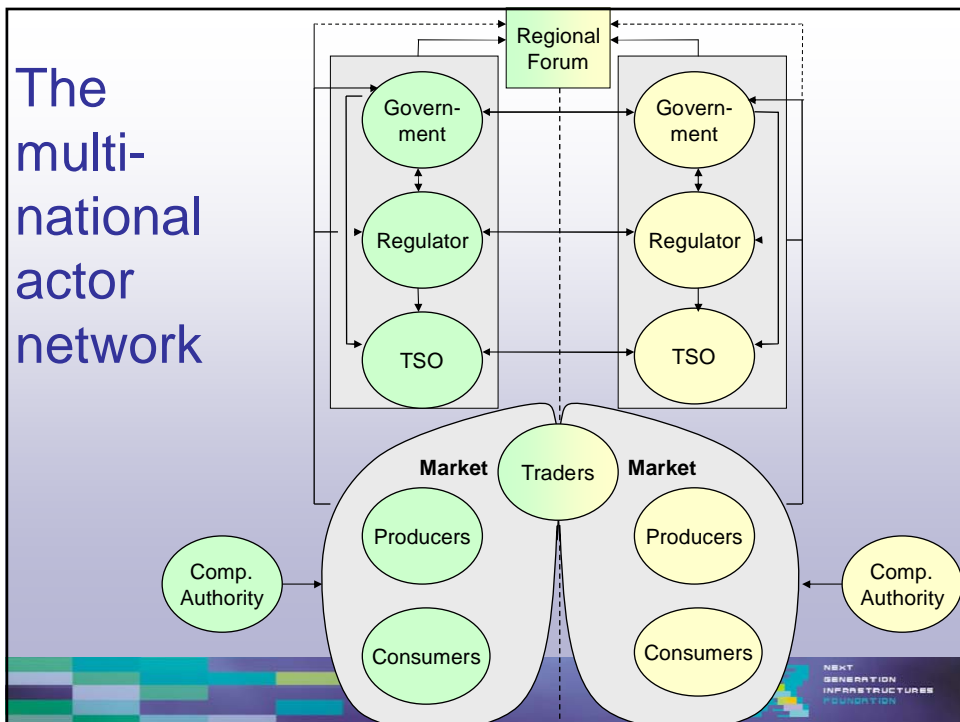 The
multi-
national
actor
network
Regional
Forum
Govern-
ment
Govern-
ment
Regulator
Regulator
TSO
TSO
Market
Traders
Market
Producers
Producers
Comp.
Authority
Comp.
Authority
Consumers
Consumers
NEXT
GENERATION
INFRASTRUCTURES
FOUNDATION